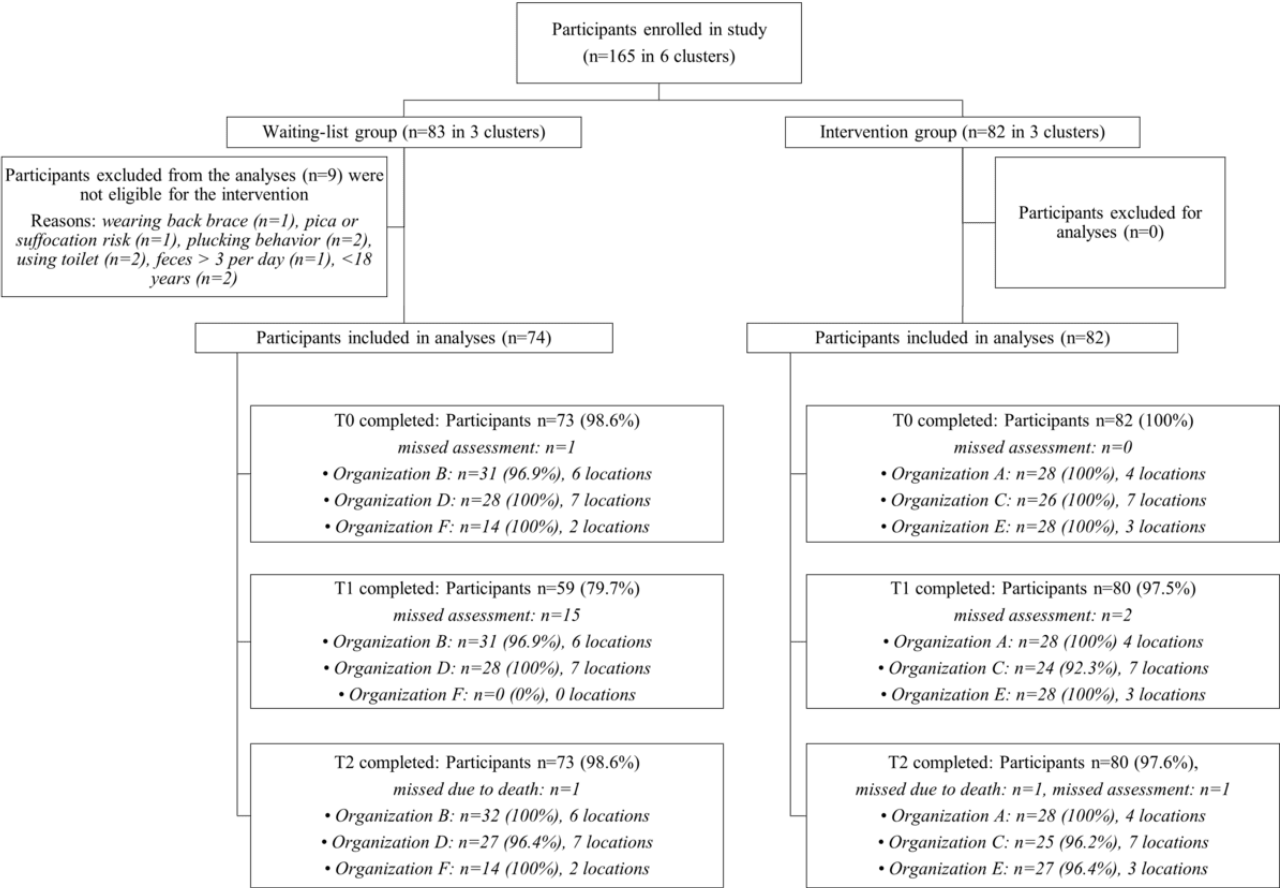 Participants enrolled in study
(n=165 in 6 clusters)
Waiting-list group (n=83 in 3 clusters)
Intervention group (n=82 in 3 clusters)
Participants excluded from the analyses (n=9) were
not eligible for the intervention
Reasons: wearing back brace (n=1), pica or
suffocation risk (n=1), plucking behavior (n=2),
using toilet (n=2), feces > 3 per day (n=1), <18
years (n=2)
Participants excluded for
analyses (n=0)
Participants included in analyses (n=74)
Participants included in analyses (n=82)
T0 completed: Participants n=73 (98.6%)
missed assessment: n=1
• Organization B: n=31 (96.9%), 6 locations
• Organization D: n=28 (100%), 7 locations
• Organization F: n=14 (100%), 2 locations
T0 completed: Participants n=82 (100%)
missed assessment: n=0
• Organization A: n=28 (100%), 4 locations
• Organization C: n=26 (100%), 7 locations
• Organization E: n=28 (100%), 3 locations
T1 completed: Participants n=59 (79.7%)
missed assessment: n=15
• Organization B: n=31 (96.9%), 6 locations
• Organization D: n=28 (100%), 7 locations
• Organization F: n=0 (0%), 0 locations
T1 completed: Participants n=80 (97.5%)
missed assessment: n=2
• Organization A: n=28 (100%) 4 locations
• Organization C: n=24 (92.3%), 7 locations
• Organization E: n=28 (100%), 3 locations
T2 completed: Participants n=73 (98.6%)
missed due to death: n=1
• Organization B: n=32 (100%), 6 locations
• Organization D: n=27 (96.4%), 7 locations
• Organization F: n=14 (100%), 2 locations
T2 completed: Participants n=80 (97.6%),
missed due to death: n=1, missed assessment: n=1
• Organization A: n=28 (100%), 4 locations
• Organization C: n=25 (96.2%), 7 locations
• Organization E: n=27 (96.4%), 3 locations